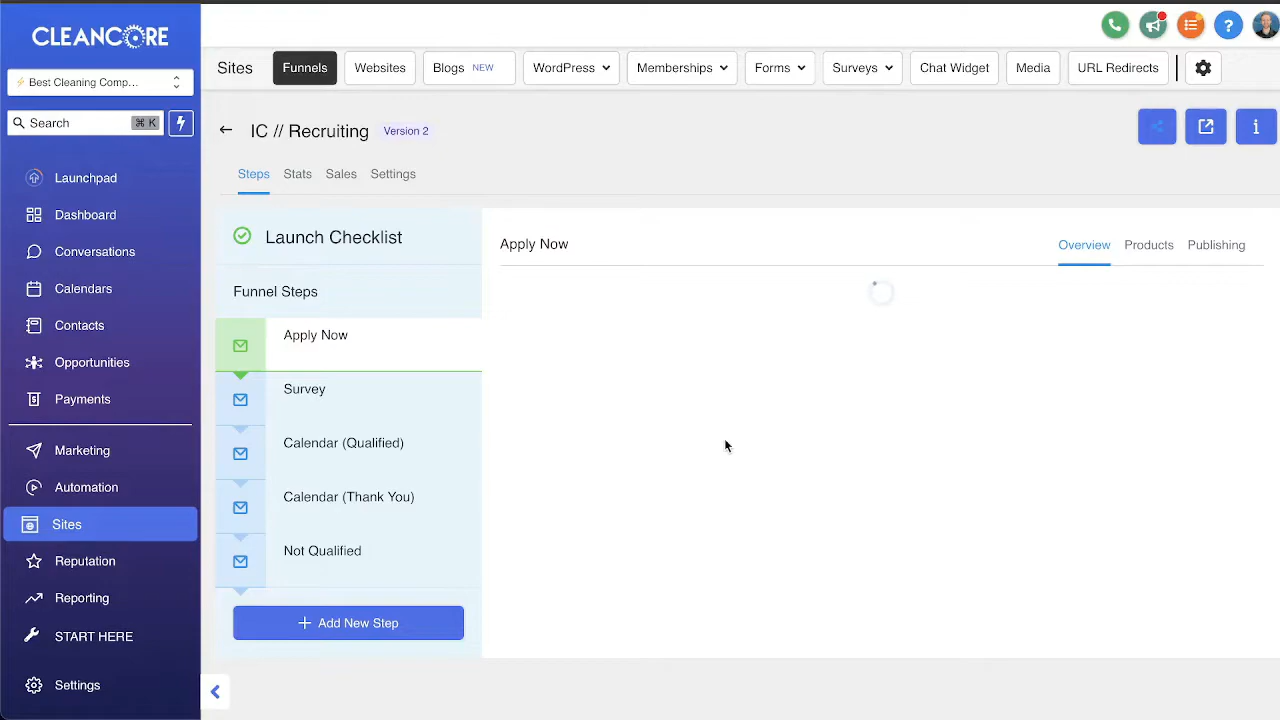 CLEANCORE
Best Cleaning Comp...
Search ⌘ K
Launchpad
Dashboard
Conversations
Calendars
Contacts
Opportunities
Payments
Marketing
Automation
Sites
Reputation
Reporting
START HERE
Settings
Sites Funnels Websites Blogs NEW WordPress Memberships Forms Surveys Chat Widget Media URL Redirects
IC // Recruiting Version 2
Steps Stats Sales Settings
Launch Checklist
Funnel Steps
Apply Now
Survey
Calendar (Qualified)
Calendar (Thank You)
Not Qualified
+ Add New Step
Apply Now Overview Products Publishing